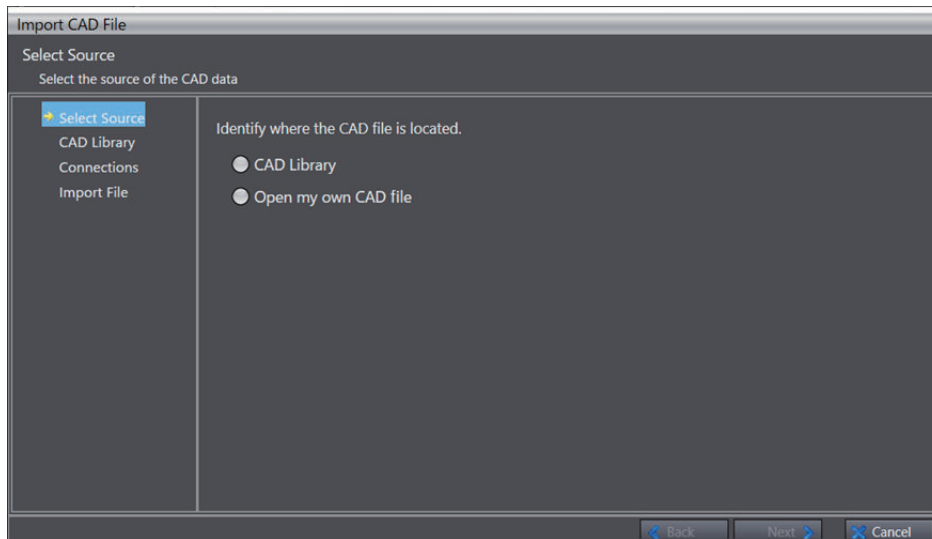 Import CAD File
Select Source
Select the source of the CAD data
Select Source
CAD Library
Connections
Import File
Identify where the CAD file is located.
CAD Library
Open my own CAD file
Back Next Cancel